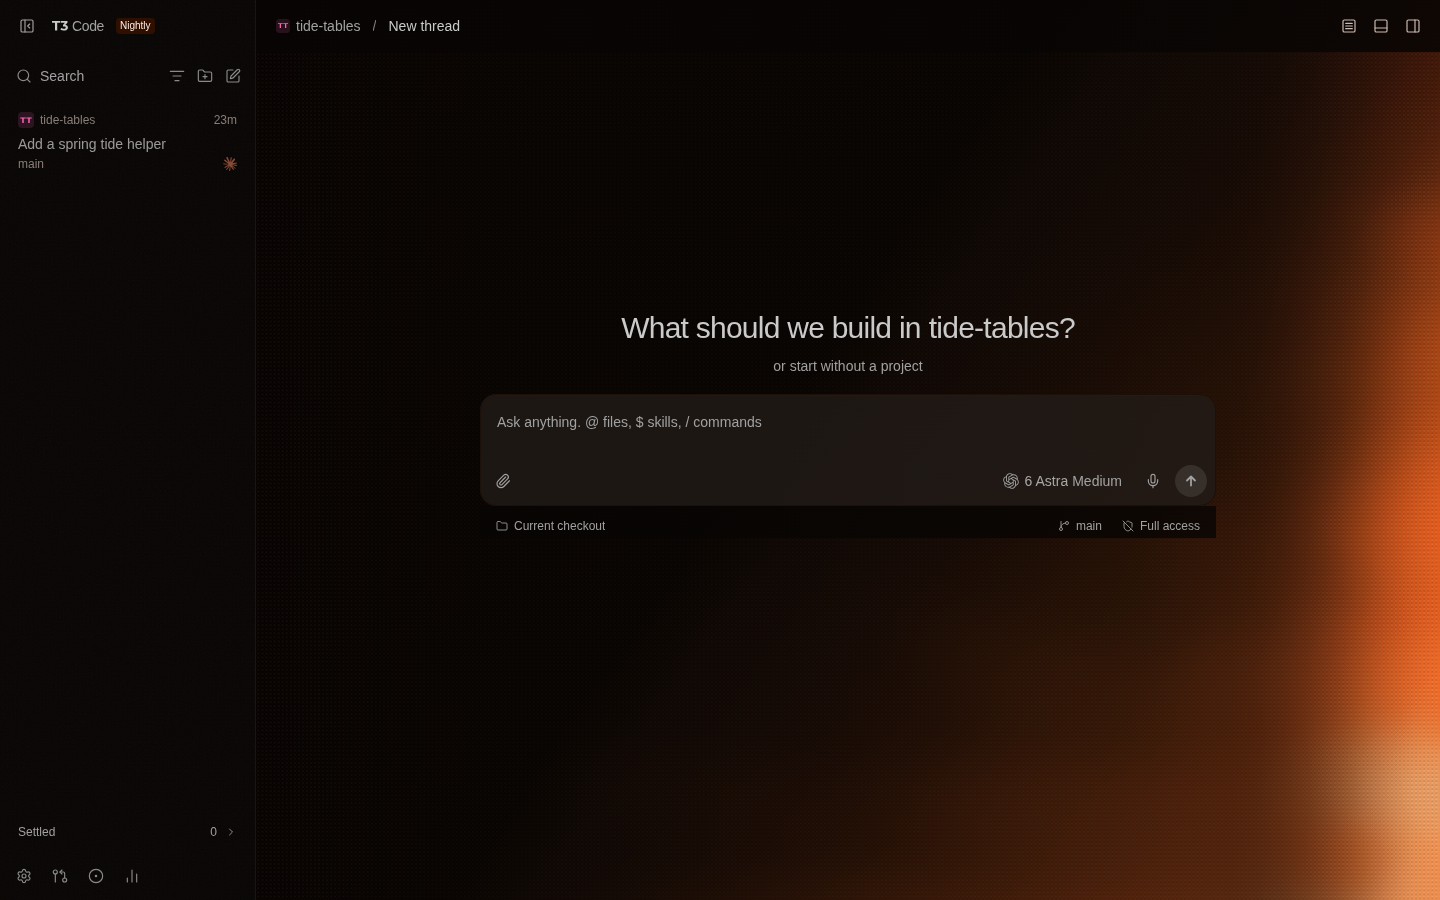 T3 Code Nightly
Search
TT tide-tables 23m
Add a spring tide helper
main
Settled 0
TT tide-tables / New thread
What should we build in tide-tables?
or start without a project
Ask anything. @ files, $ skills, / commands
6 Astra Medium
Current checkout main Full access